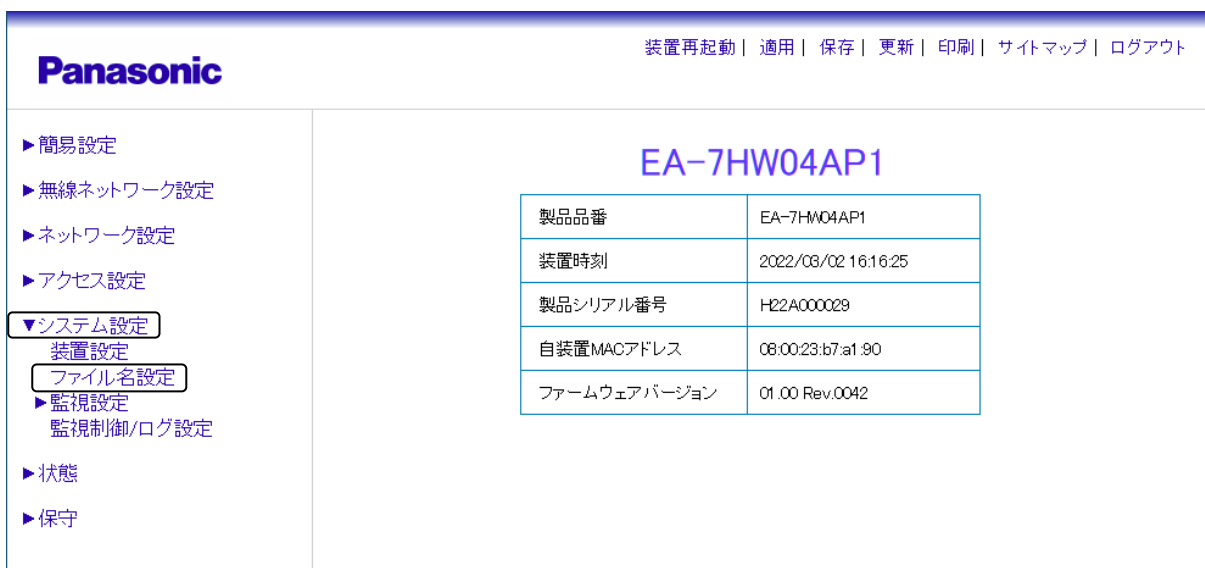 装置再起動| 適用| 保存| 更新| 印刷| サイトマップ| ログアウト
Panasonic
►簡易設定
►無線ネットワーク設定
►ネットワーク設定
►アクセス設定
▼システム設定
装置設定
ファイル名設定
►監視設定
監視制御/ログ設定
►状態
►保守
EA-7HW04AP1
製品品番 EA-7HW04AP1
装置時刻 2022/03/02 16:16:25
製品シリアル番号 H22A000029
自装置MACアドレス 08:00:23:b7:a1:90
ファームウェアバージョン 01.00 Rev.0042